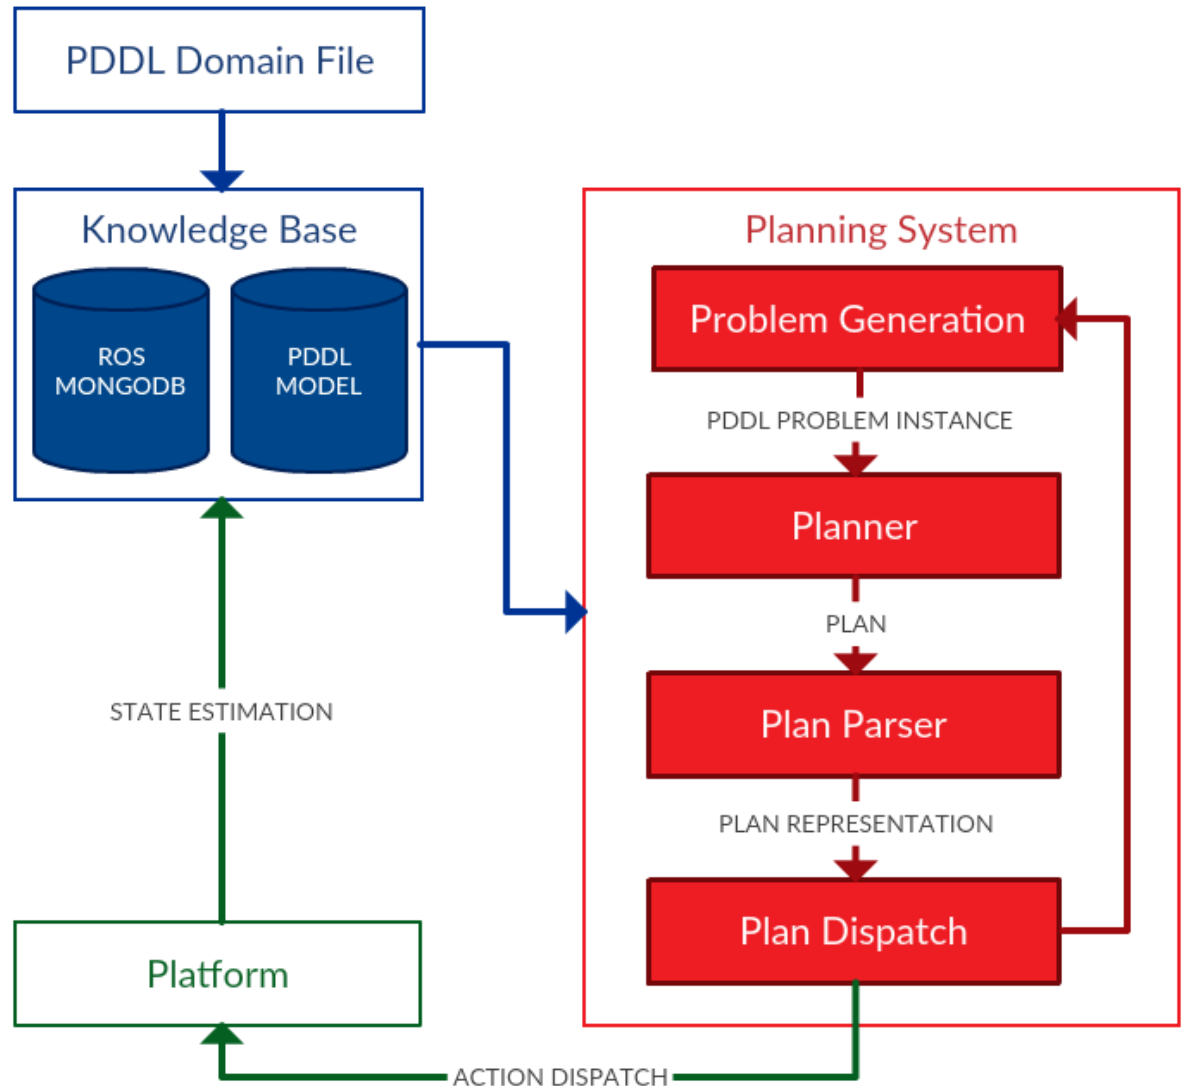 PDDL Domain File
Knowledge Base
ROS
MONGODB
PDDL
MODEL
Planning System
Problem Generation
PDDL PROBLEM INSTANCE
Planner
PLAN
Plan Parser
PLAN REPRESENTATION
Plan Dispatch
STATE ESTIMATION
Platform
ACTION DISPATCH